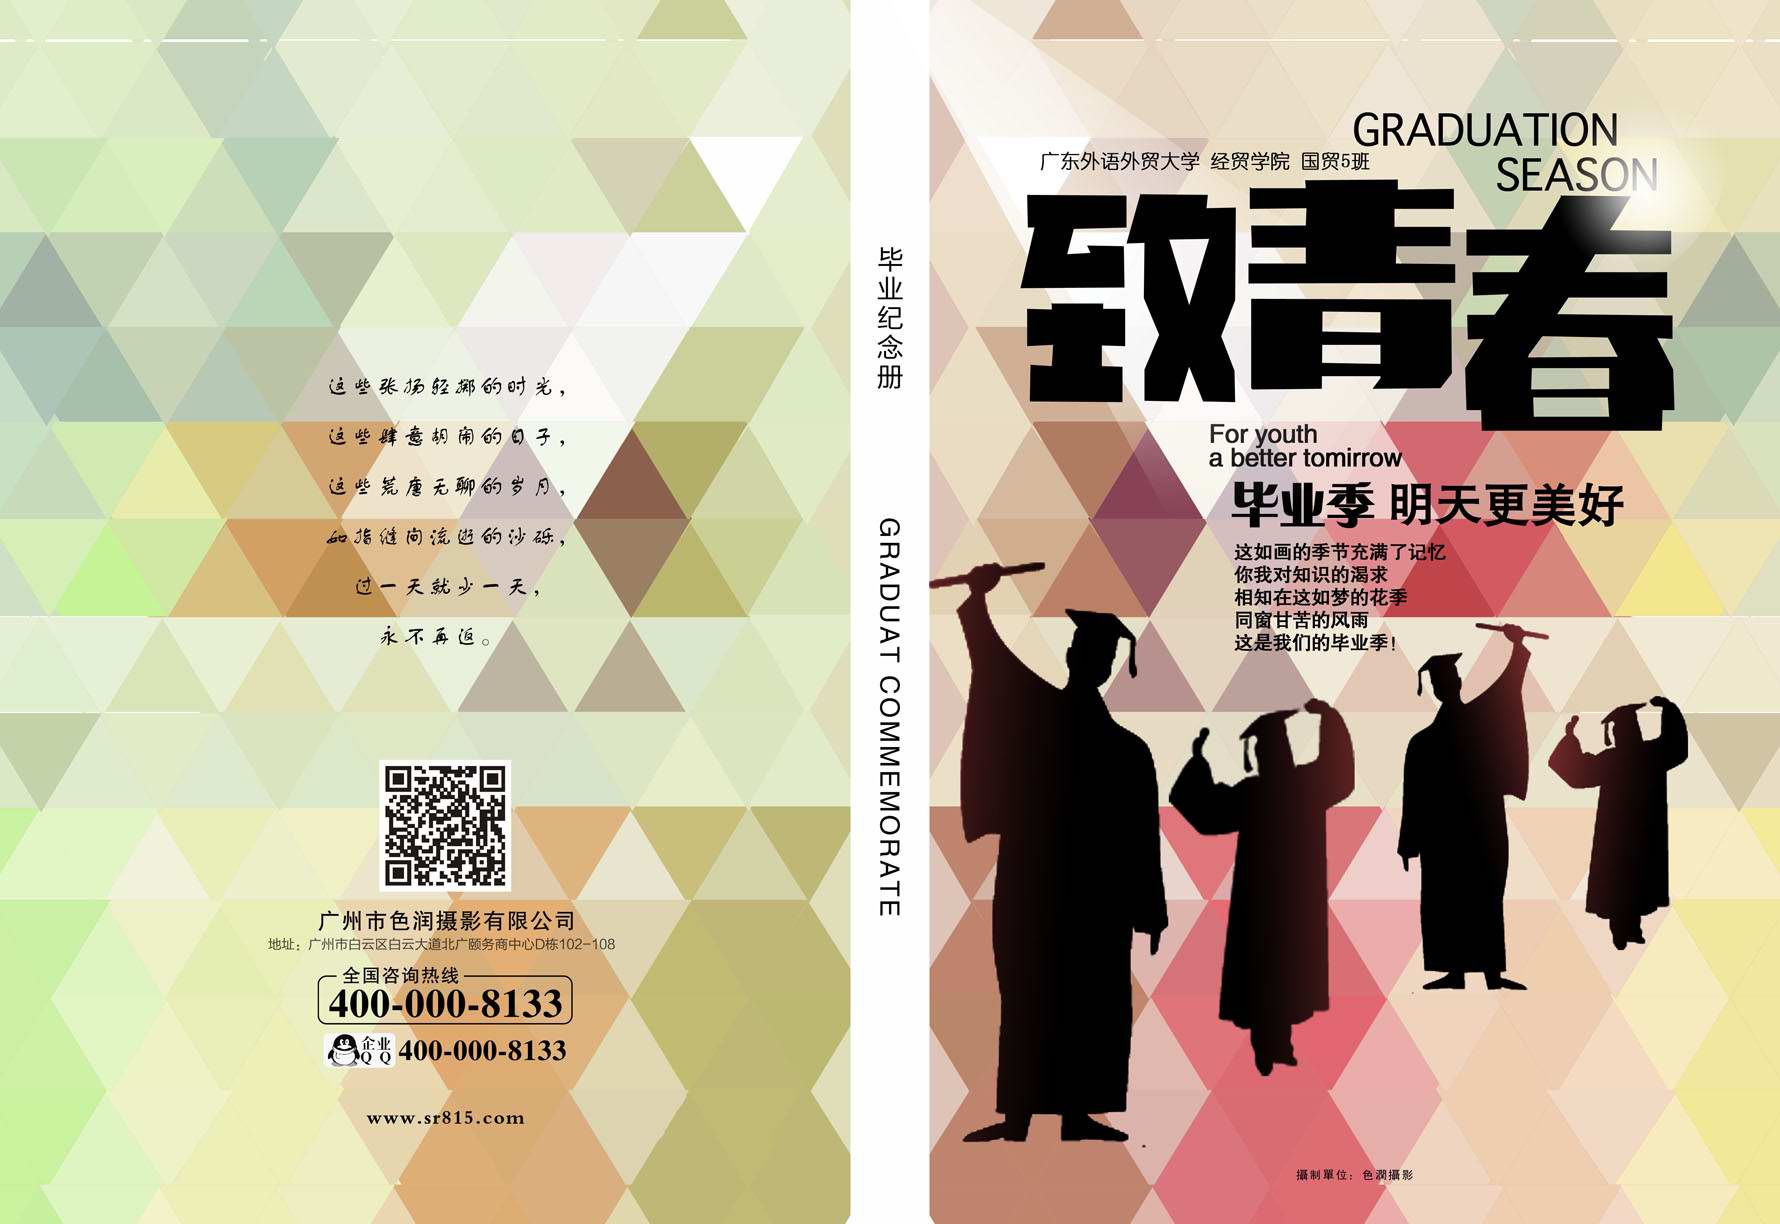 这些张扬轻掷的时光，
这些肆意胡闹的日子，
这些荒唐无聊的岁月，
如指缝间流逝的沙砾，
过一天就少一天，
永不再返。
广州市色润摄影有限公司
地址：广州市白云区白云大道北广颐务商中心D栋102-108
全国咨询热线
400-000-8133
企业
QQ
400-000-8133
www.sr815.com
毕业纪念册
GRADUAT COMMEMORATE
GRADUATION
SEASON
广东外语外贸大学 经贸学院 国贸5班
致青春
For youth
a better tomirrow
毕业季 明天更美好
这如画的季节充满了记忆
你我对知识的渴求
相知在这如梦的花季
同窗甘苦的风雨
这是我们的毕业季!
攝制單位：色潤攝影